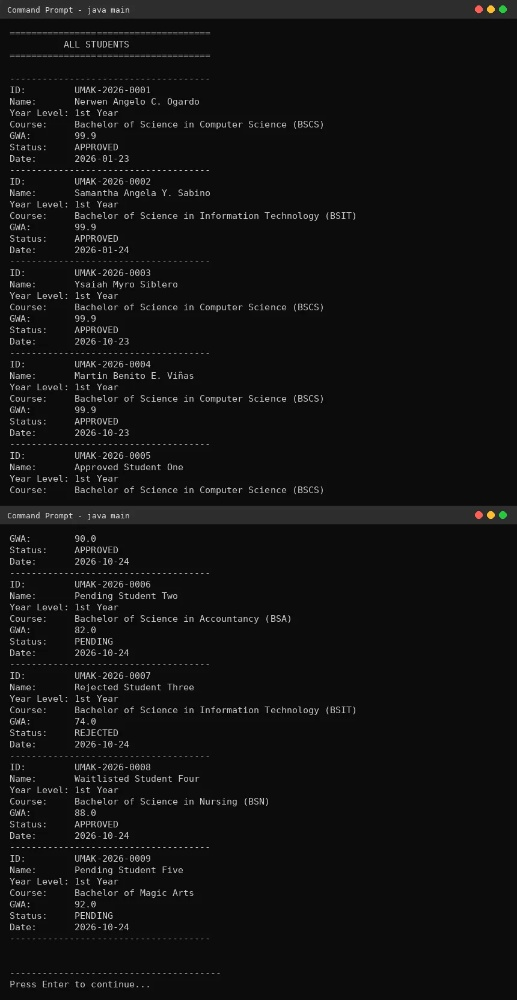 Command Prompt - java main
=====================================
ALL STUDENTS
=====================================
-------------------------------------
ID: UMAK-2026-0001
Name: Nerwen Angelo C. Ogardo
Year Level: 1st Year
Course: Bachelor of Science in Computer Science (BSCS)
GWA: 99.9
Status: APPROVED
Date: 2026-01-23
-------------------------------------
ID: UMAK-2026-0002
Name: Samantha Angela Y. Sabino
Year Level: 1st Year
Course: Bachelor of Science in Information Technology (BSIT)
GWA: 99.9
Status: APPROVED
Date: 2026-01-24
-------------------------------------
ID: UMAK-2026-0003
Name: Ysaiah Myro Siblero
Year Level: 1st Year
Course: Bachelor of Science in Computer Science (BSCS)
GWA: 99.9
Status: APPROVED
Date: 2026-10-23
-------------------------------------
ID: UMAK-2026-0004
Name: Martin Benito E. Viñas
Year Level: 1st Year
Course: Bachelor of Science in Computer Science (BSCS)
GWA: 99.9
Status: APPROVED
Date: 2026-10-23
-------------------------------------
ID: UMAK-2026-0005
Name: Approved Student One
Year Level: 1st Year
Course: Bachelor of Science in Computer Science (BSCS)
Command Prompt - java main
GWA: 90.0
Status: APPROVED
Date: 2026-10-24
-------------------------------------
ID: UMAK-2026-0006
Name: Pending Student Two
Year Level: 1st Year
Course: Bachelor of Science in Accountancy (BSA)
GWA: 82.0
Status: PENDING
Date: 2026-10-24
-------------------------------------
ID: UMAK-2026-0007
Name: Rejected Student Three
Year Level: 1st Year
Course: Bachelor of Science in Information Technology (BSIT)
GWA: 74.0
Status: REJECTED
Date: 2026-10-24
-------------------------------------
ID: UMAK-2026-0008
Name: Waitlisted Student Four
Year Level: 1st Year
Course: Bachelor of Science in Nursing (BSN)
GWA: 88.0
Status: APPROVED
Date: 2026-10-24
-------------------------------------
ID: UMAK-2026-0009
Name: Pending Student Five
Year Level: 1st Year
Course: Bachelor of Magic Arts
GWA: 92.0
Status: PENDING
Date: 2026-10-24
-------------------------------------
---------------------------------------
Press Enter to continue...